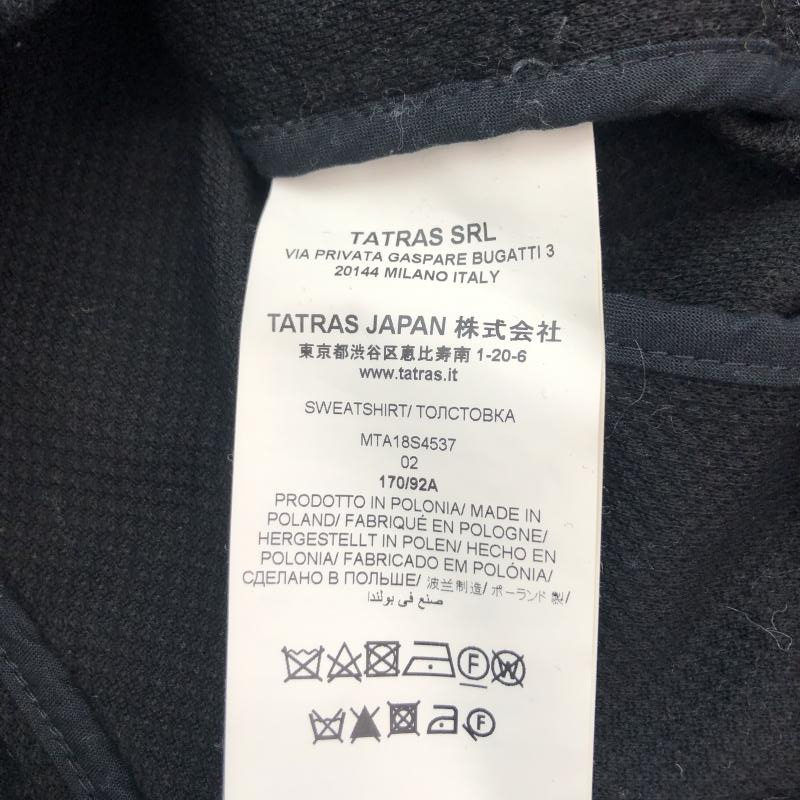 TATRAS SRL
VIA PRIVATA GASPARE BUGATTI 3
20144 MILANO ITALY
TATRAS JAPAN 株式会社
東京都渋谷区恵比寿南 1-20-6
www.tatras.it
SWEATSHIRT/ ТОЛСТОВКА
MTA18S4537
02
170/92A
PRODOTTO IN POLONIA/ MADE IN
POLAND/ FABRIQUÉ EN POLOGNE/
HERGESTELLT IN POLEN/ HECHO EN
POLONIA/ FABRICADO EM POLÓNIA/
СДЕЛАНО В ПОЛЬШЕ/ 波兰制造/ ポーランド 製/
صنع في بولندا
F W
F